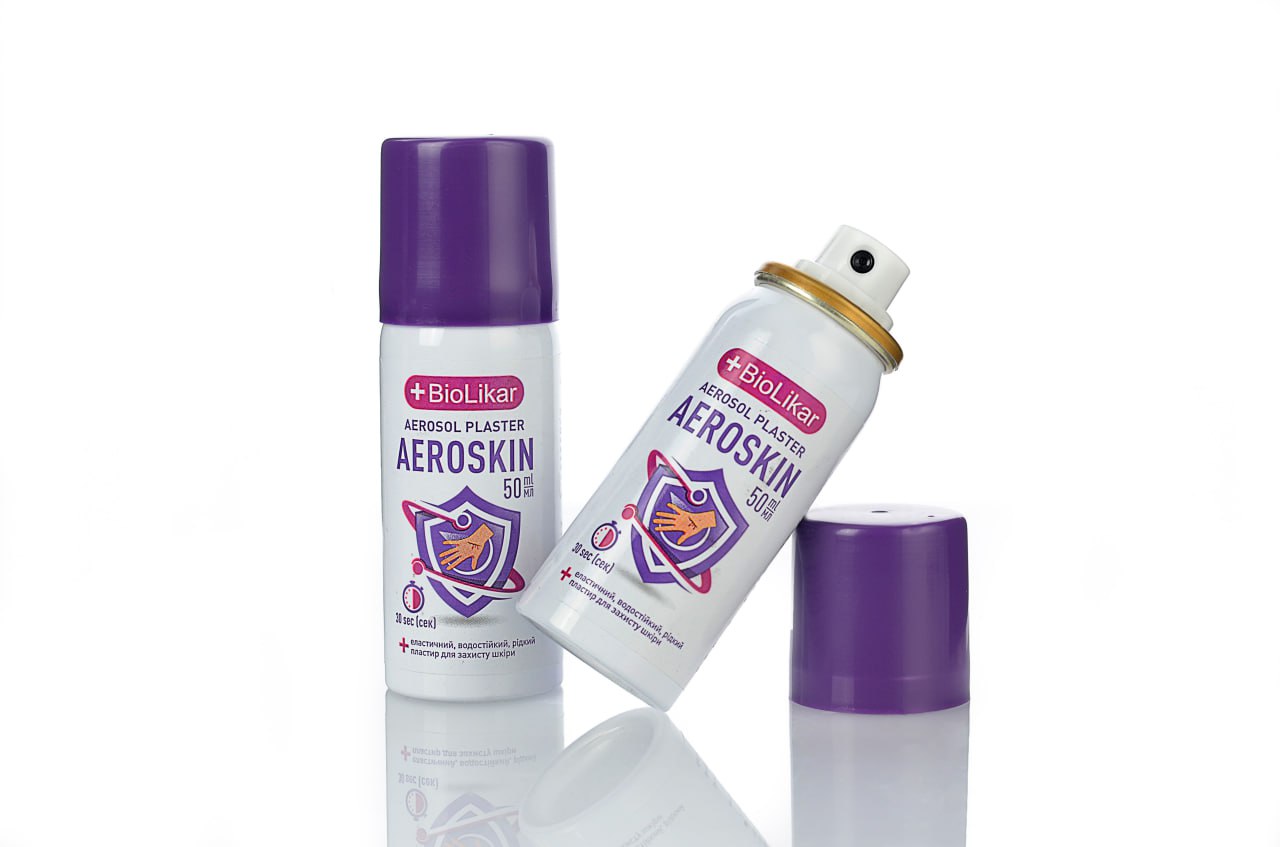 BioLikar
AEROSOL PLASTER
AEROSKIN
50 ml
мл
30 sec (сек)
еластичний, водостійкий, рідкий
пластир для захисту шкіри
BioLikar
AEROSOL PLASTER
AEROSKIN
50 ml
мл
30 sec (сек)
еластичний, водостійкий, рідкий
пластир для захисту шкіри